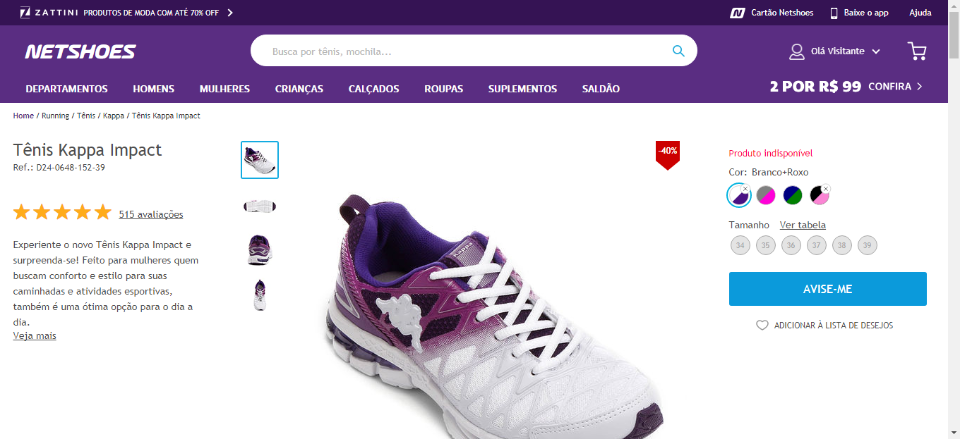 ZATTINI PRODUTOS DE MODA COM ATÉ 70% OFF
Cartão Netshoes Baixe o app Ajuda
NETSHOES
Busca por tênis, mochila...
Olá Visitante
DEPARTAMENTOS HOMENS MULHERES CRIANÇAS CALÇADOS ROUPAS SUPLEMENTOS SALDÃO
2 POR R$ 99 CONFIRA
Home / Running / Tênis / Kappa / Tênis Kappa Impact
Tênis Kappa Impact
Ref.: D24-0648-152-39
515 avaliações
Experiente o novo Tênis Kappa Impact e
surpreenda-se! Feito para mulheres quem
buscam conforto e estilo para suas
caminhadas e atividades esportivas,
também é uma ótima opção para o dia a
dia.
Veja mais
-40%
Produto indisponível
Cor: Branco+Roxo
Tamanho Ver tabela
34 35 36 37 38 39
AVISE-ME
ADICIONAR À LISTA DE DESEJOS